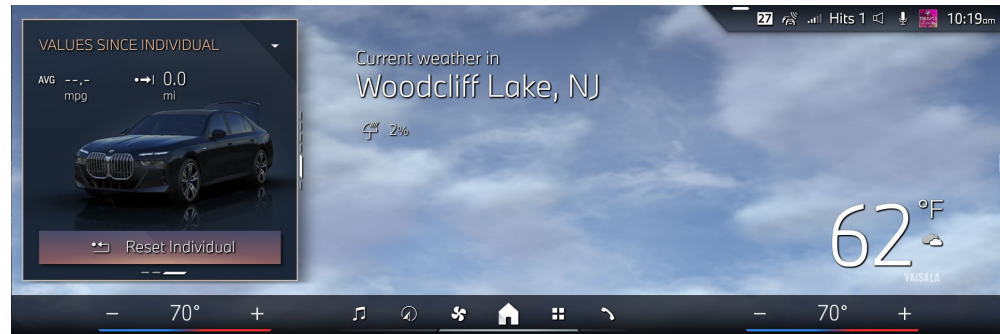 27 Hits 1 10:19am
VALUES SINCE INDIVIDUAL
AVG --.- 0.0
mpg mi
Reset Individual
Current weather in
Woodcliff Lake, NJ
2%
62 °F
VAISALA
− 70° +
− 70° +